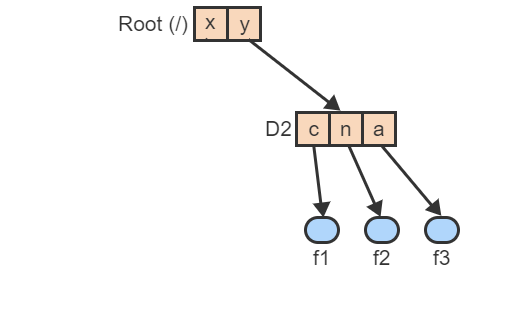 Root (/) x y
D2 c n a
f1 f2 f3